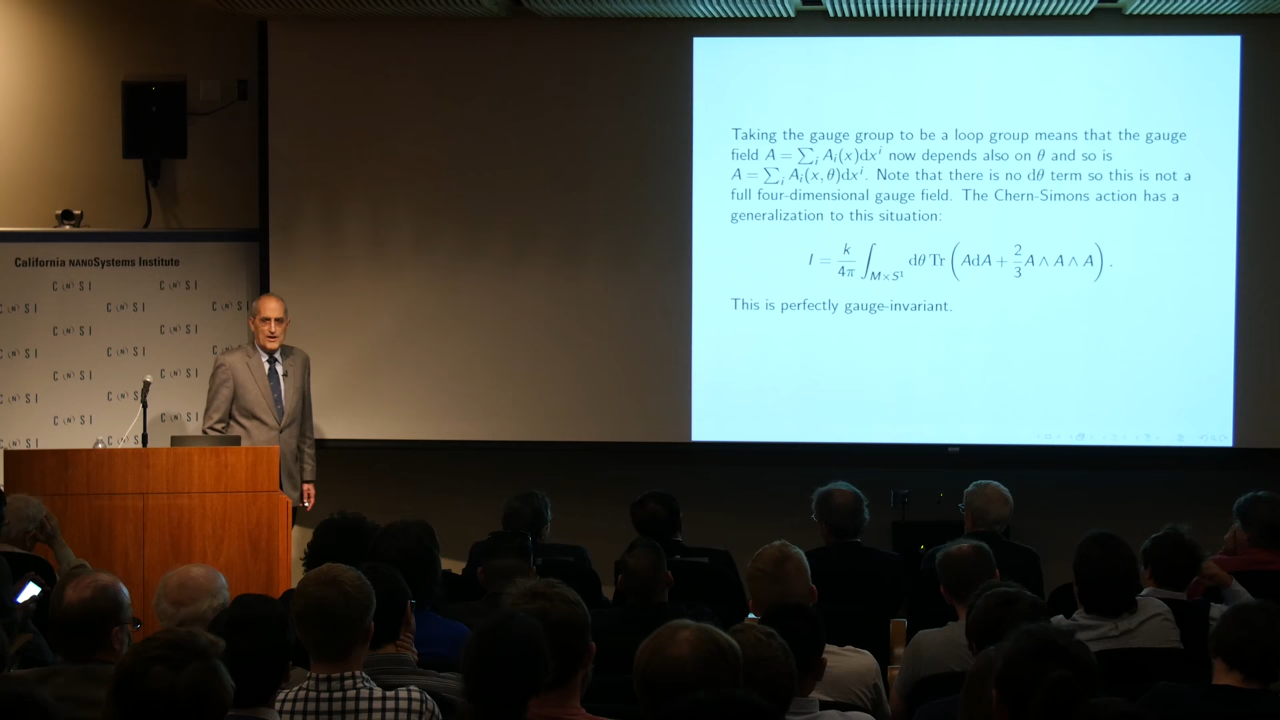 Taking the gauge group to be a loop group means that the gauge
field A = ∑ᵢ Aᵢ(x)dxⁱ now depends also on θ and so is
A = ∑ᵢ Aᵢ(x, θ)dxⁱ. Note that there is no dθ term so this is not a
full four-dimensional gauge field. The Chern-Simons action has a
generalization to this situation:
I = k/4π ∫_{M×S¹} dθ Tr (AdA + 2/3 A ∧ A ∧ A).
This is perfectly gauge-invariant.
California NANOSystems Institute
C (N) S I C (N) S I
C (N) S I C (N) S I C (N) S I
C (N) S I C (N) S I
C (N) S I C (N) S I
C (N) S I C (N) S I
C (N) S I
C (N) S I C (N) S I
C (N) S I